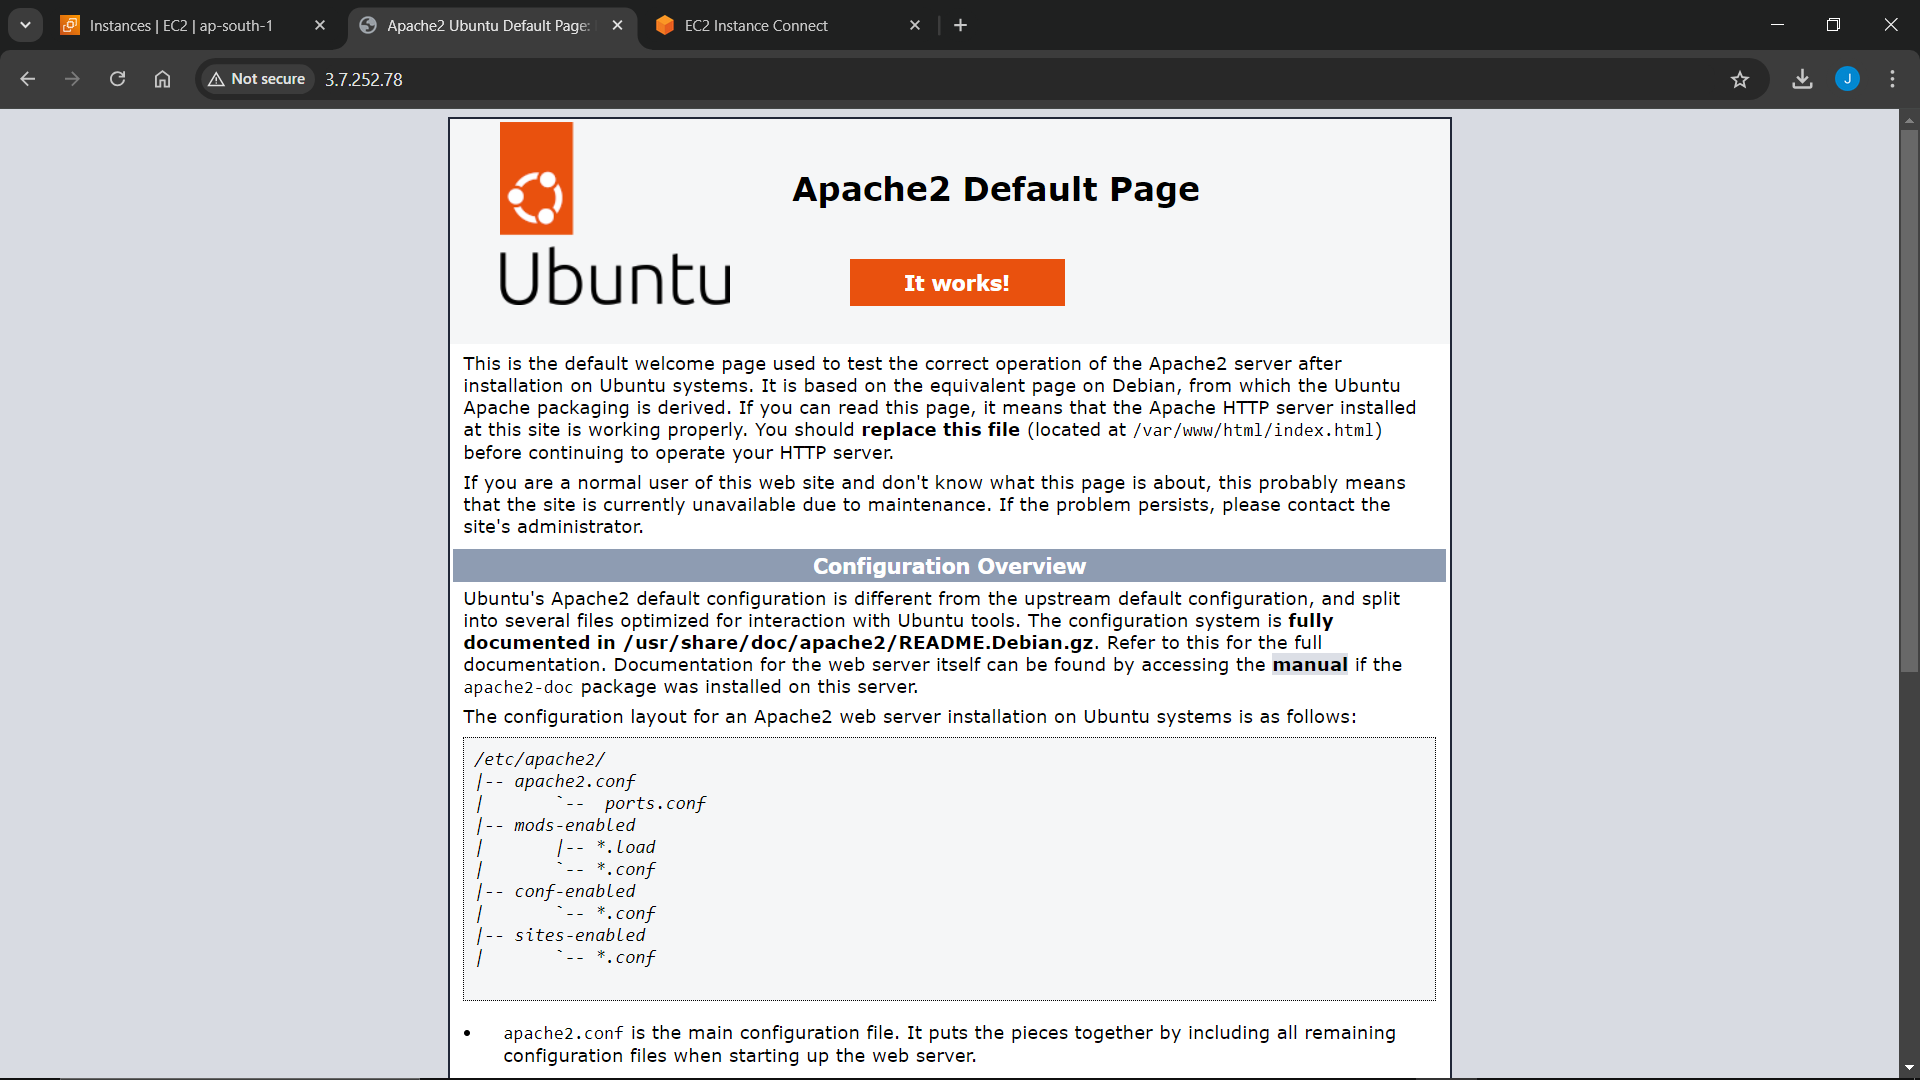 Instances | EC2 | ap-south-1
Apache2 Ubuntu Default Page:
EC2 Instance Connect
Not secure
3.7.252.78
J
Apache2 Default Page
Ubuntu
It works!
This is the default welcome page used to test the correct operation of the Apache2 server after
installation on Ubuntu systems. It is based on the equivalent page on Debian, from which the Ubuntu
Apache packaging is derived. If you can read this page, it means that the Apache HTTP server installed
at this site is working properly. You should replace this file (located at /var/www/html/index.html)
before continuing to operate your HTTP server.
If you are a normal user of this web site and don't know what this page is about, this probably means
that the site is currently unavailable due to maintenance. If the problem persists, please contact the
site's administrator.
Configuration Overview
Ubuntu's Apache2 default configuration is different from the upstream default configuration, and split
into several files optimized for interaction with Ubuntu tools. The configuration system is fully
documented in /usr/share/doc/apache2/README.Debian.gz. Refer to this for the full
documentation. Documentation for the web server itself can be found by accessing the manual if the
apache2-doc package was installed on this server.
The configuration layout for an Apache2 web server installation on Ubuntu systems is as follows:
/etc/apache2/
|-- apache2.conf
|       `--  ports.conf
|-- mods-enabled
|       |-- *.load
|       `-- *.conf
|-- conf-enabled
|       `-- *.conf
|-- sites-enabled
|       `-- *.conf
• apache2.conf is the main configuration file. It puts the pieces together by including all remaining
configuration files when starting up the web server.